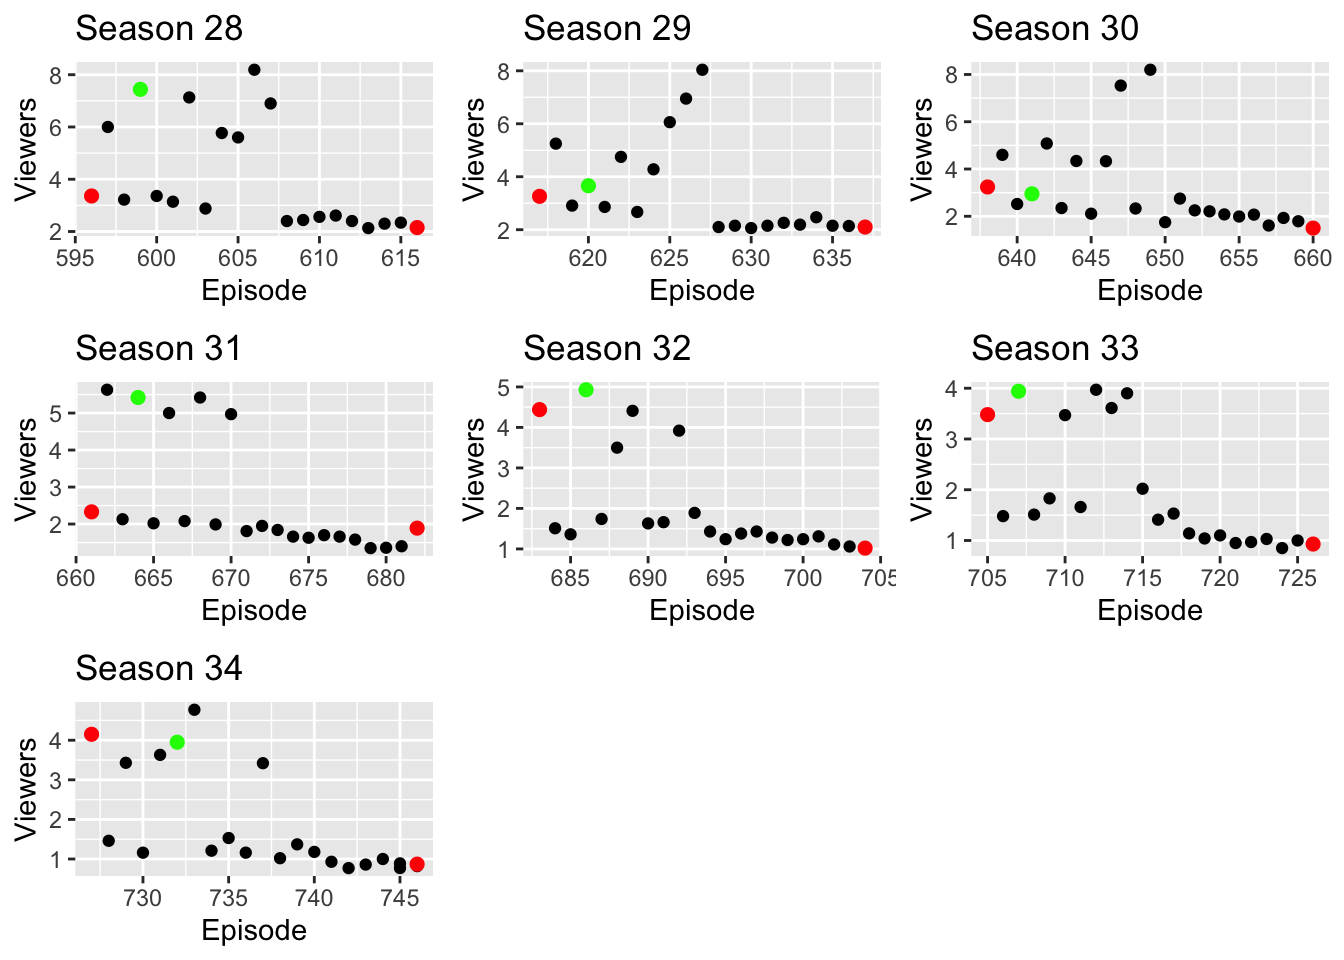 Season 28
Viewers
8
6
4
2
595 600 605 610 615
Episode
Season 29
Viewers
8
6
4
2
620 625 630 635
Episode
Season 30
Viewers
8
6
4
2
640 645 650 655 660
Episode
Season 31
Viewers
5
4
3
2
660 665 670 675 680
Episode
Season 32
Viewers
5
4
3
2
1
685 690 695 700 705
Episode
Season 33
Viewers
4
3
2
1
705 710 715 720 725
Episode
Season 34
Viewers
4
3
2
1
730 735 740 745
Episode